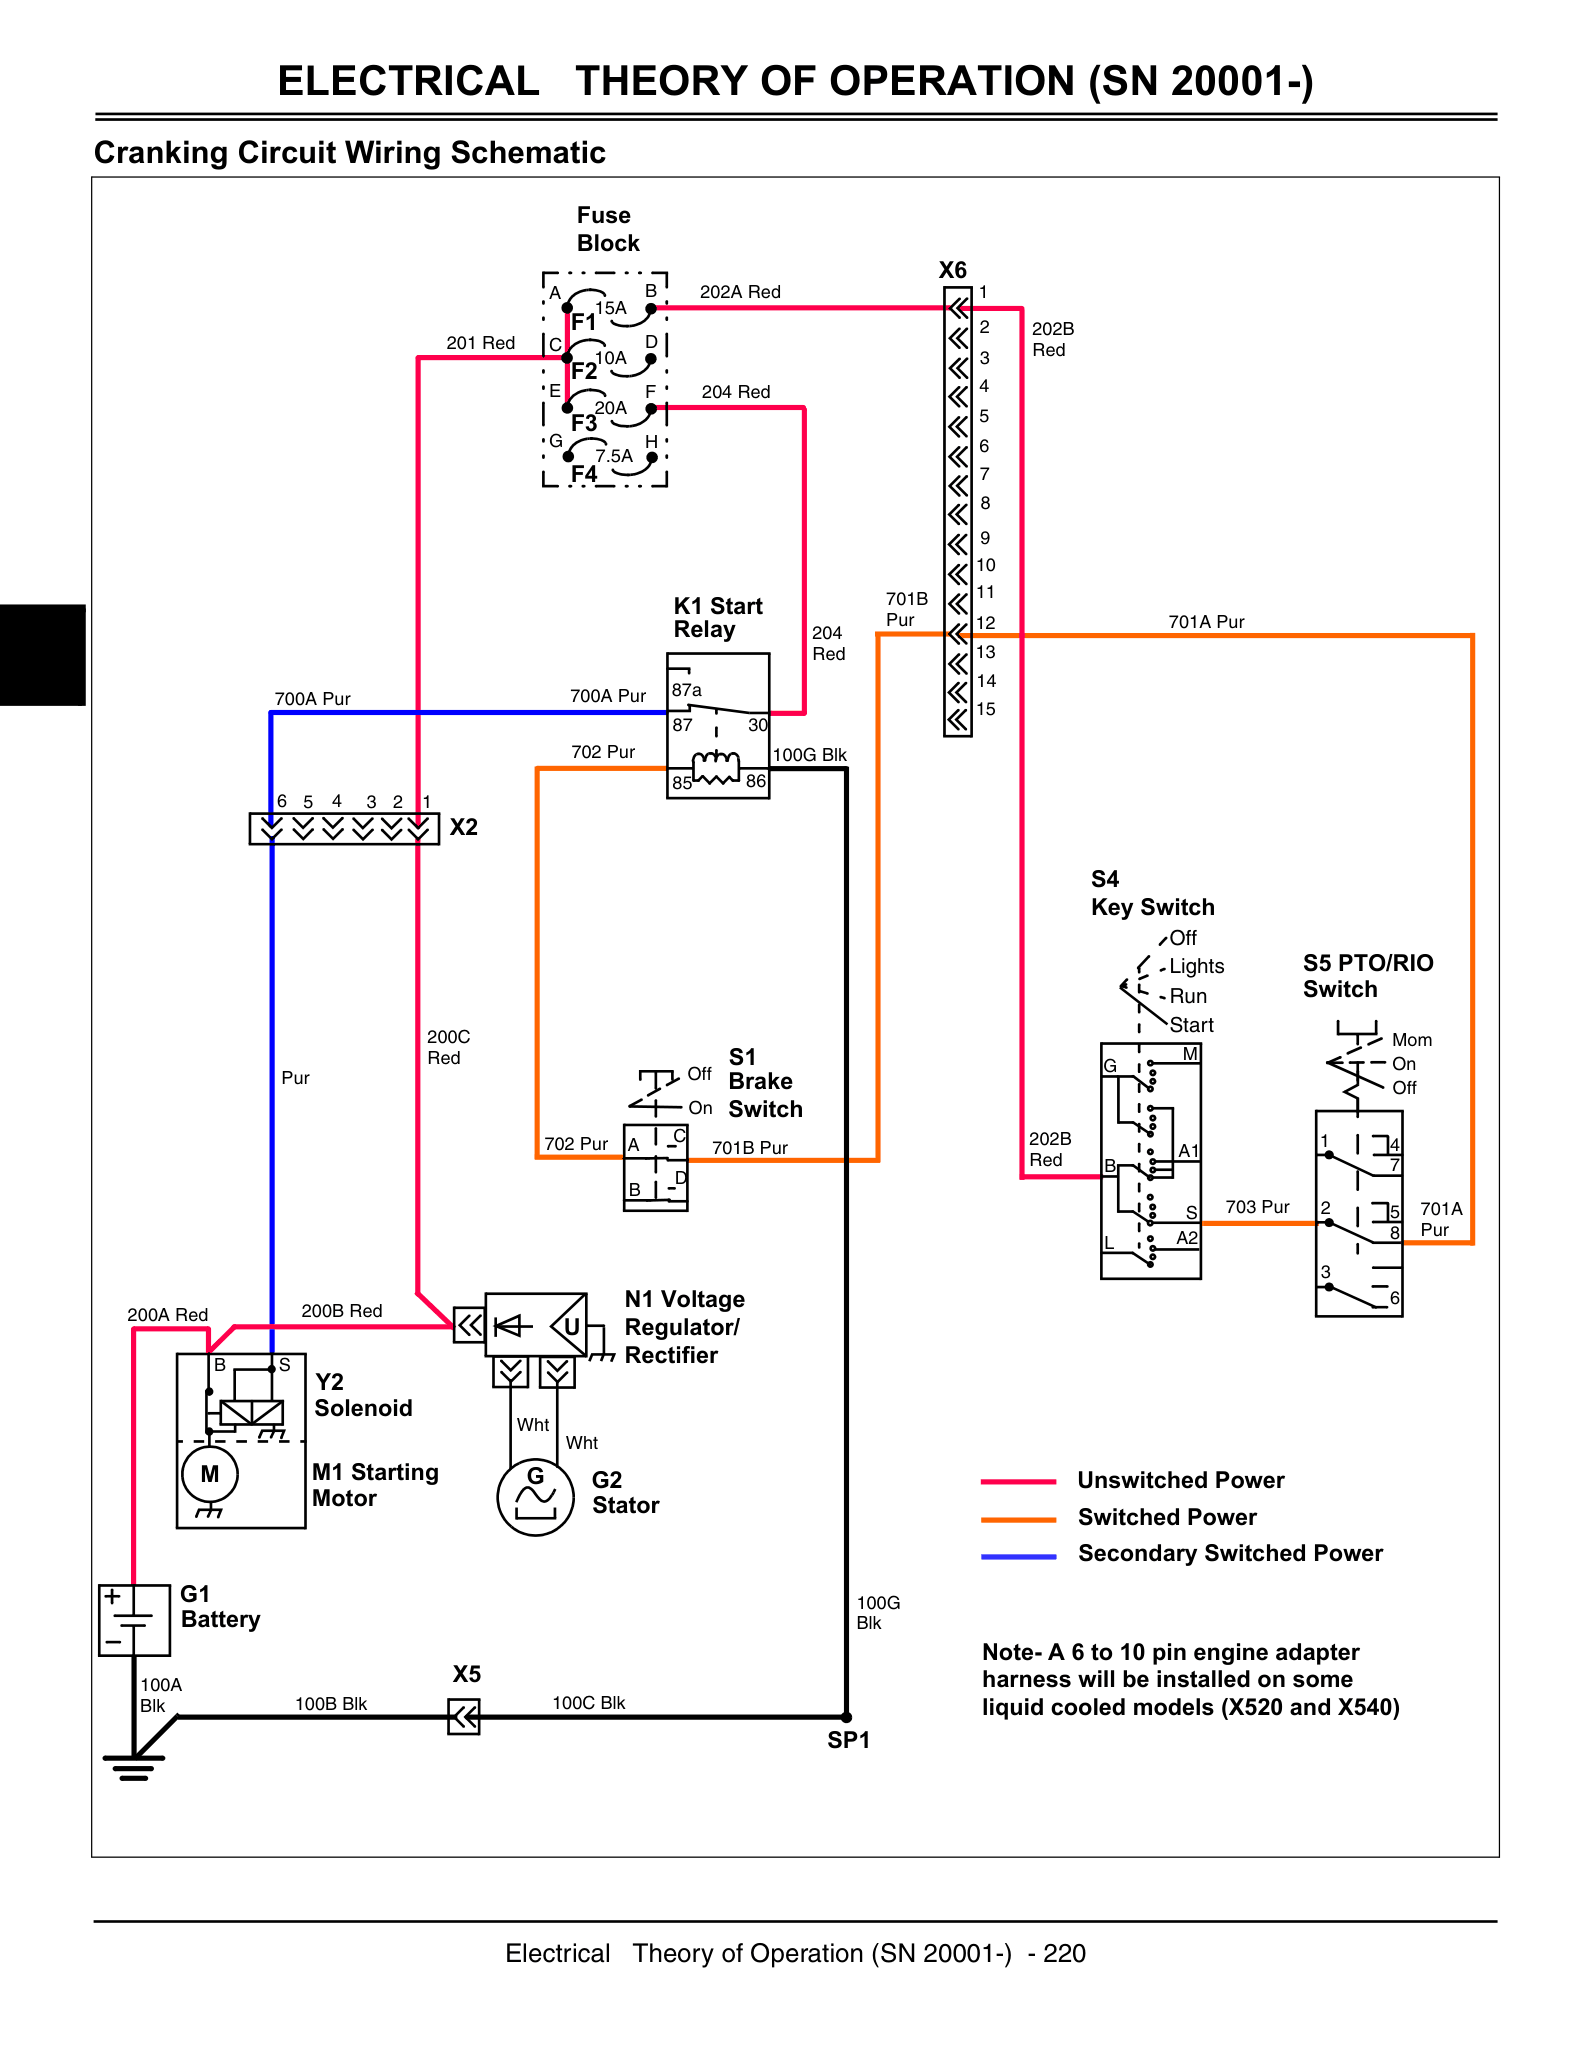 ELECTRICAL   THEORY OF OPERATION (SN 20001-)
Cranking Circuit Wiring Schematic
Fuse
Block
A
B
15A
F1
202A Red
X6
1
202B
Red
201 Red
C
D
10A
F2
E
F
20A
F3
204 Red
G
H
7.5A
F4
2
3
4
5
6
7
8
9
10
11
12
13
14
15
K1 Start
Relay
701B
Pur
701A Pur
204
Red
87a
700A Pur
700A Pur
87
30
702 Pur
100G Blk
85
86
6
5
4
3
2
1
X2
S4
Key Switch
Off
Lights
Run
Start
S5 PTO/RIO
Switch
Mom
On
Off
200C
Red
Pur
S1
Brake
Switch
Off
On
G
M
702 Pur
A
C
701B Pur
B
D
202B
Red
B
A1
S
L
A2
703 Pur
1
4
7
2
5
8
3
6
701A
Pur
200A Red
200B Red
N1 Voltage
Regulator/
Rectifier
U
B
S
Y2
Solenoid
M
M1 Starting
Motor
Wht
Wht
G
G2
Stator
Unswitched Power
Switched Power
Secondary Switched Power
+
−
G1
Battery
100G
Blk
100A
Blk
100B Blk
X5
100C Blk
SP1
Note- A 6 to 10 pin engine adapter
harness will be installed on some
liquid cooled models (X520 and X540)
Electrical   Theory of Operation (SN 20001-)  - 220